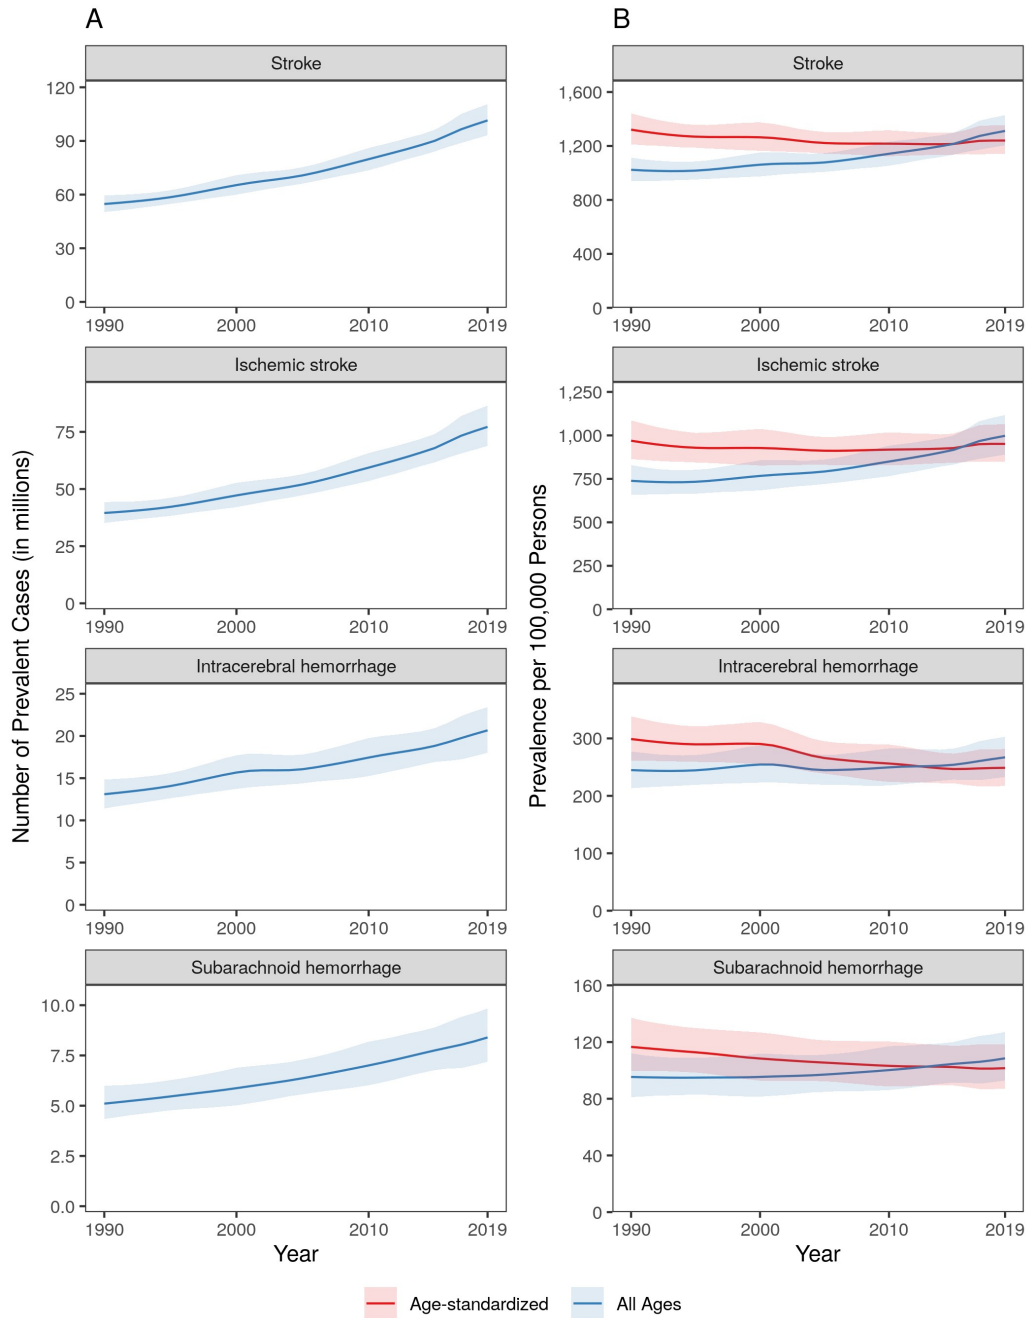 A
Stroke
120
90
60
30
0
1990 2000 2010 2019
Ischemic stroke
75
50
25
0
1990 2000 2010 2019
Intracerebral hemorrhage
25
20
15
10
5
0
1990 2000 2010 2019
Subarachnoid hemorrhage
10.0
7.5
5.0
2.5
0.0
1990 2000 2010 2019
Year
Number of Prevalent Cases (in millions)
B
Stroke
1,600
1,200
800
400
0
1990 2000 2010 2019
Ischemic stroke
1,250
1,000
750
500
250
0
1990 2000 2010 2019
Intracerebral hemorrhage
300
200
100
0
1990 2000 2010 2019
Subarachnoid hemorrhage
160
120
80
40
0
1990 2000 2010 2019
Year
Prevalence per 100,000 Persons
Age-standardized All Ages